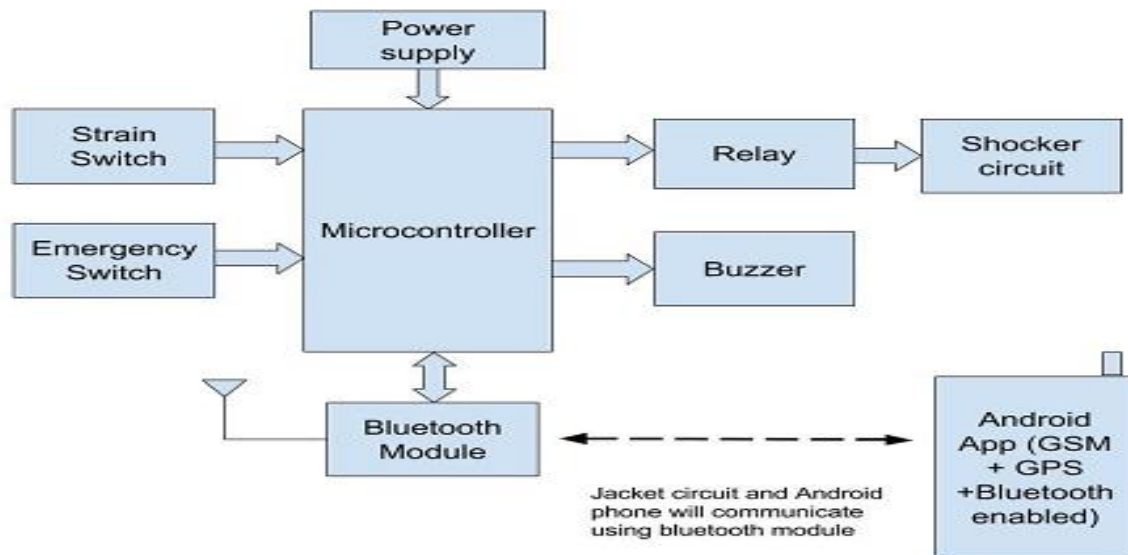 Power
supply
Strain
Switch
Relay
Shocker
circuit
Microcontroller
Emergency
Switch
Buzzer
Bluetooth
Module
Android
App (GSM
+ GPS
+Bluetooth
enabled)
Jacket circuit and Android
phone will communicate
using bluetooth module